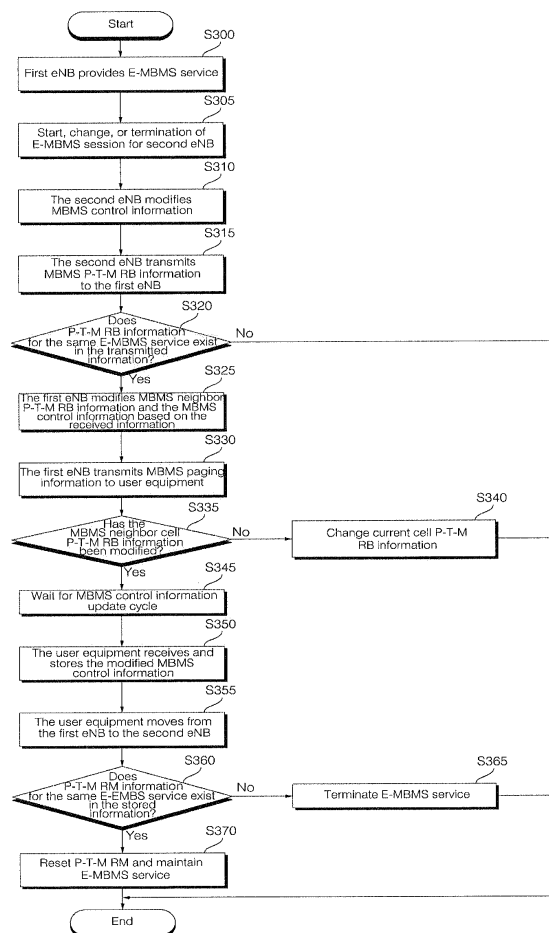 Start
S300
First eNB provides E-MBMS service
S305
Start, change, or termination of
E-MBMS session for second eNB
S310
The second eNB modifies
MBMS control information
S315
The second eNB transmits
MBMS P-T-M RB information
to the first eNB
S320
Does
P-T-M RB information
for the same E-MBMS service exist
in the transmitted
information?
No
Yes
S325
The first eNB modifies MBMS neighbor
P-T-M RB information and the MBMS
control information based on the
received information
S330
The first eNB transmits MBMS paging
information to user equipment
S335
Has the
MBMS neighbor cell
P-T-M RB information
been modified?
No
S340
Change current cell P-T-M
RB information
Yes
S345
Wait for MBMS control information
update cycle
S350
The user equipment receives and
stores the modified MBMS
control information
S355
The user equipment moves from
the first eNB to the second eNB
S360
Does
P-T-M RM information
for the same E-EMBS service exist
in the stored
information?
No
S365
Terminate E-MBMS service
Yes
S370
Reset P-T-M RM and maintain
E-MBMS service
End